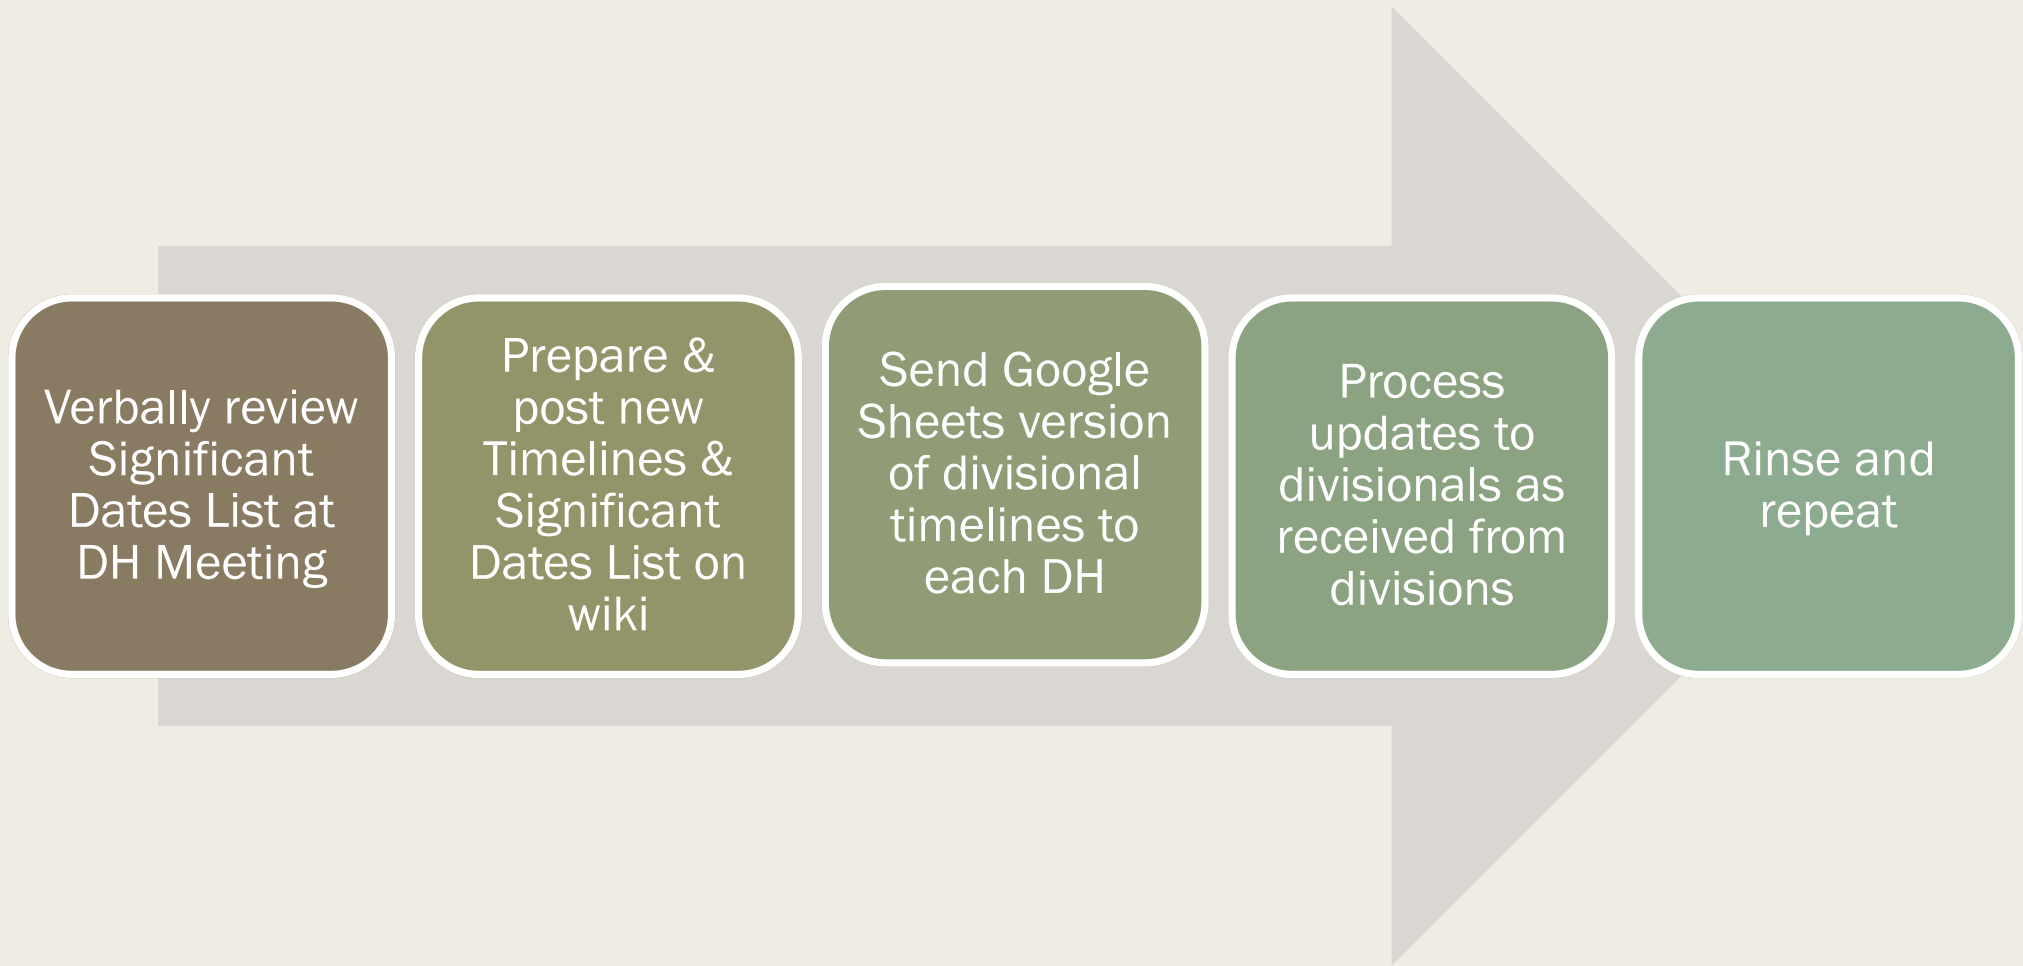 Verbally review
Significant
Dates List at
DH Meeting
Prepare &
post new
Timelines &
Significant
Dates List on
wiki
Send Google
Sheets version
of divisional
timelines to
each DH
Process
updates to
divisionals as
received from
divisions
Rinse and
repeat